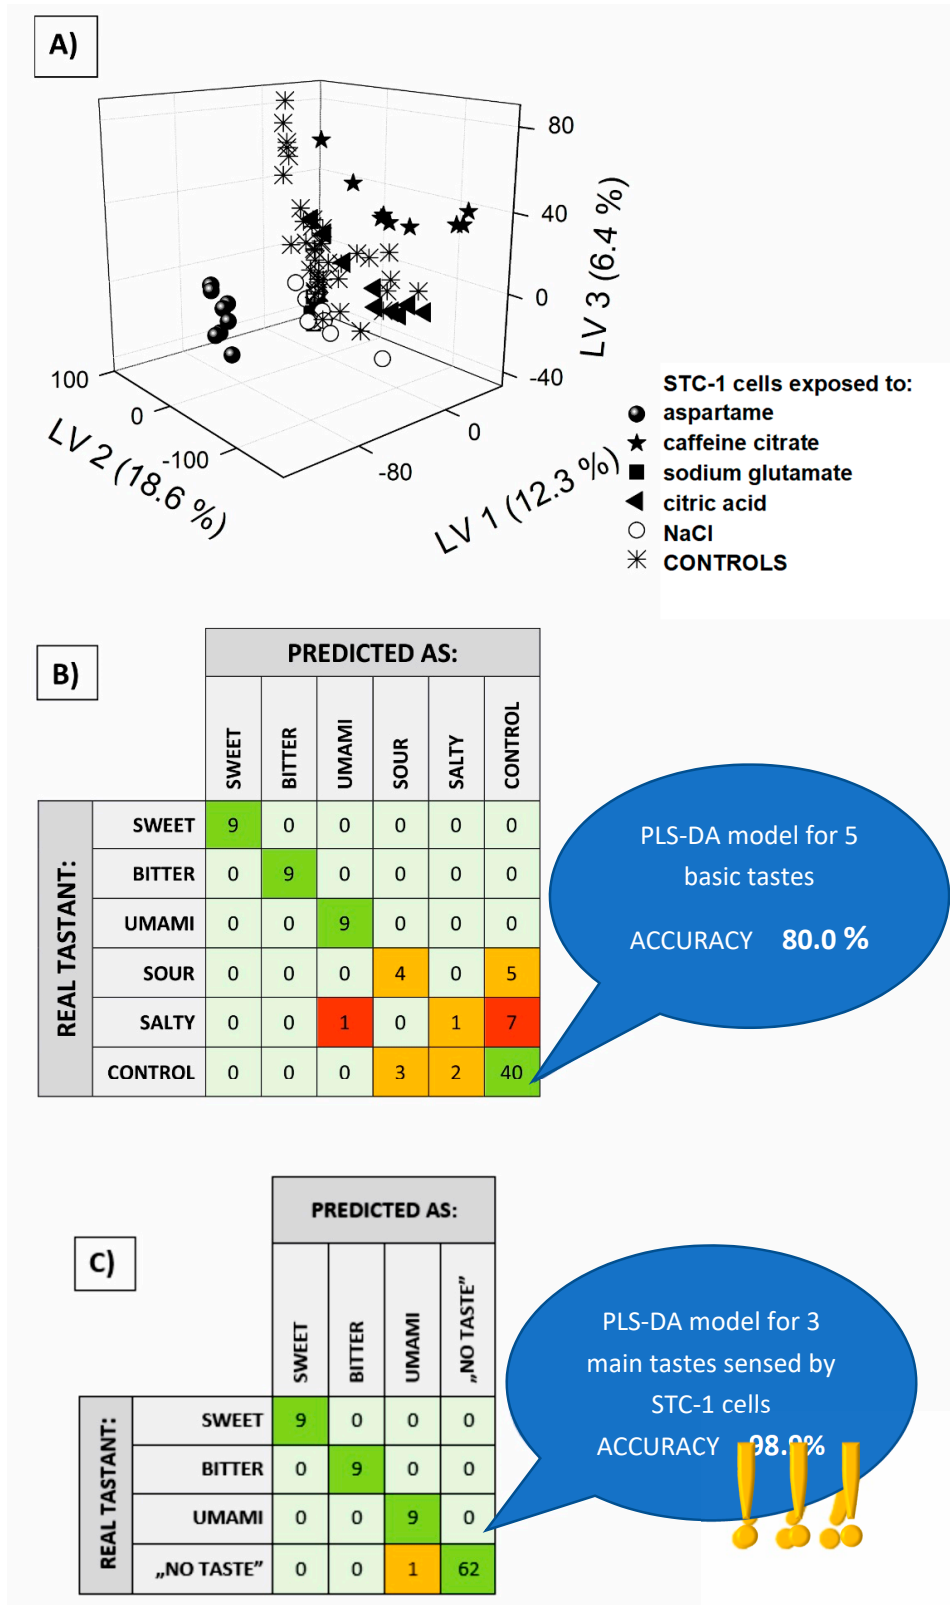 A)
80
40
0
-40
LV 3 (6.4 %)
100
0
-100
LV 2 (18.6 %)
-80
0
LV 1 (12.3 %)
STC-1 cells exposed to:
aspartame
caffeine citrate
sodium glutamate
citric acid
NaCl
CONTROLS
B)
PREDICTED AS:
SWEET BITTER UMAMI SOUR SALTY CONTROL
REAL TASTANT:
SWEET 9 0 0 0 0 0
BITTER 0 9 0 0 0 0
UMAMI 0 0 9 0 0 0
SOUR 0 0 0 4 0 5
SALTY 0 0 1 0 1 7
CONTROL 0 0 0 3 2 40
PLS-DA model for 5
basic tastes
ACCURACY 80.0 %
C)
PREDICTED AS:
SWEET BITTER UMAMI „NO TASTE”
REAL TASTANT:
SWEET 9 0 0 0
BITTER 0 9 0 0
UMAMI 0 0 9 0
„NO TASTE” 0 0 1 62
PLS-DA model for 3
main tastes sensed by
STC-1 cells
ACCURACY
!!!